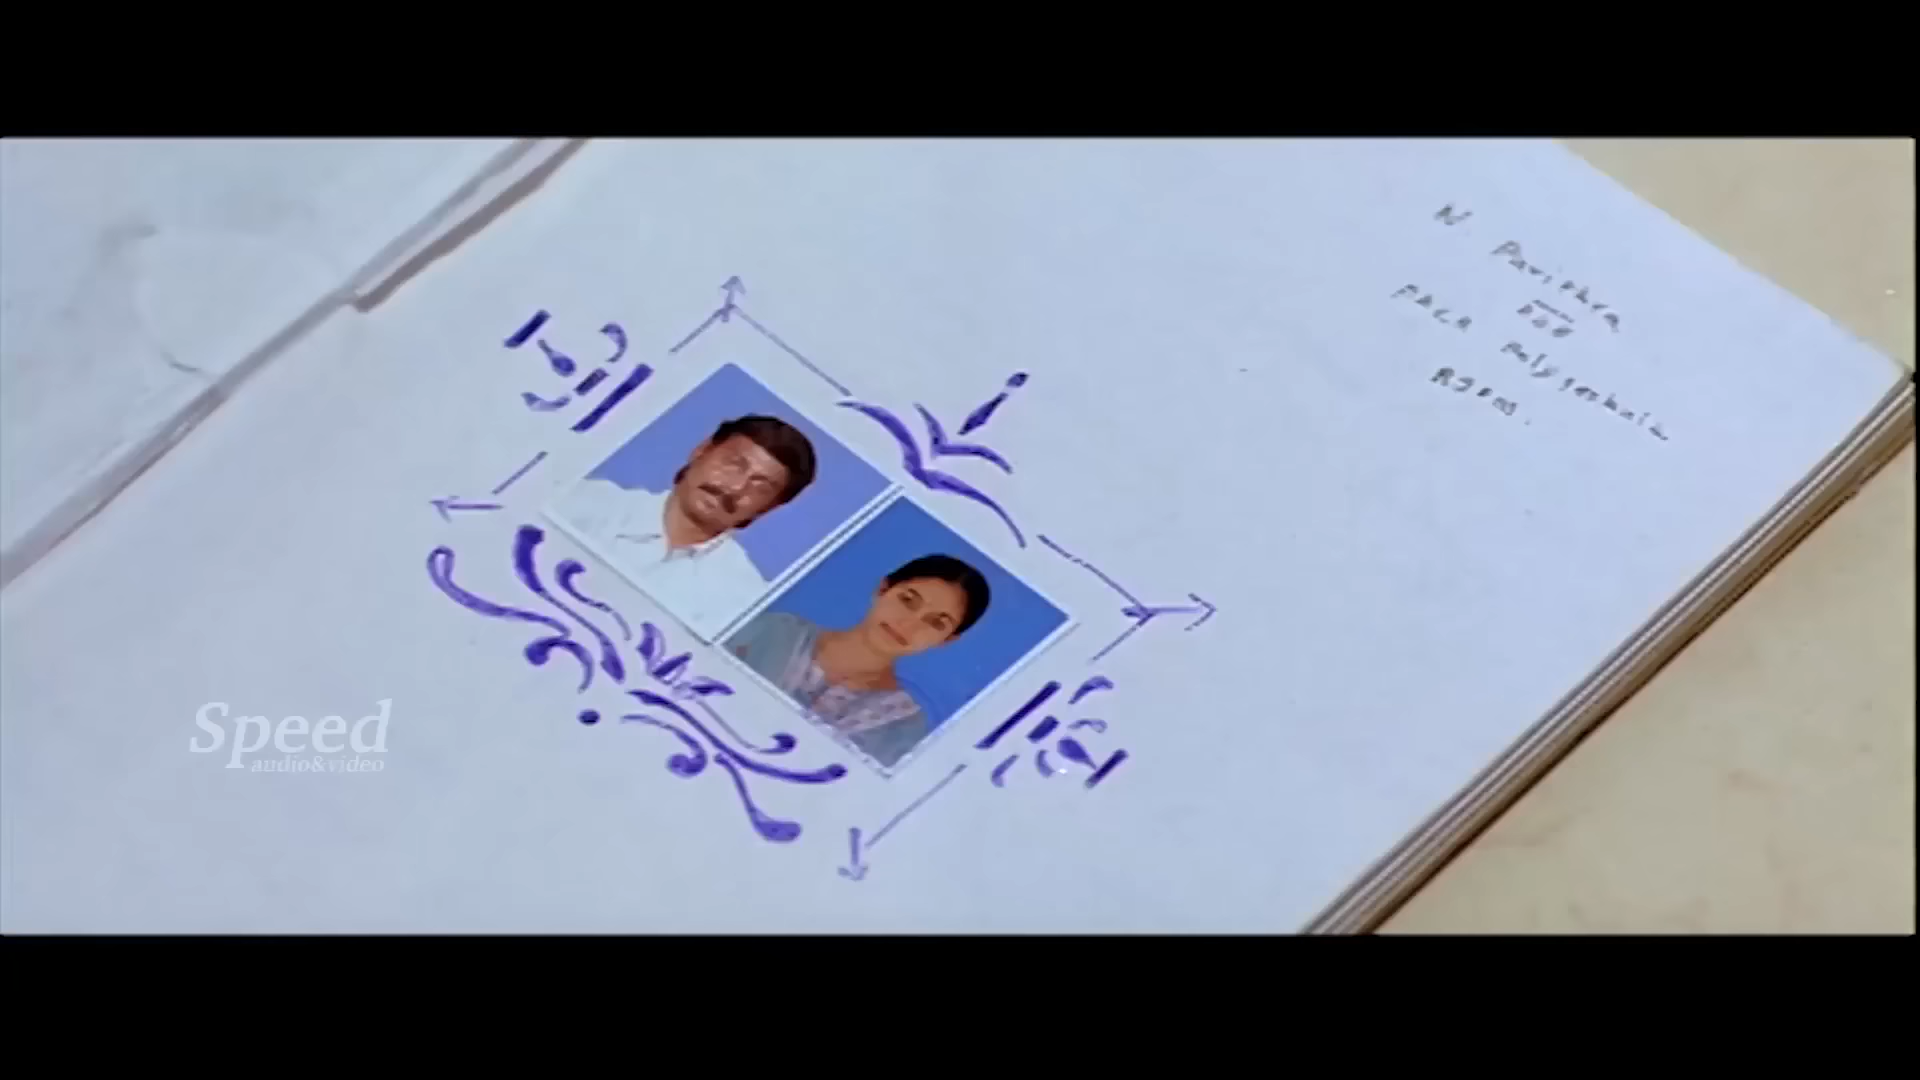 N. Pavithra
PACR Polytechnic
RJPM.
Speed
audio&video